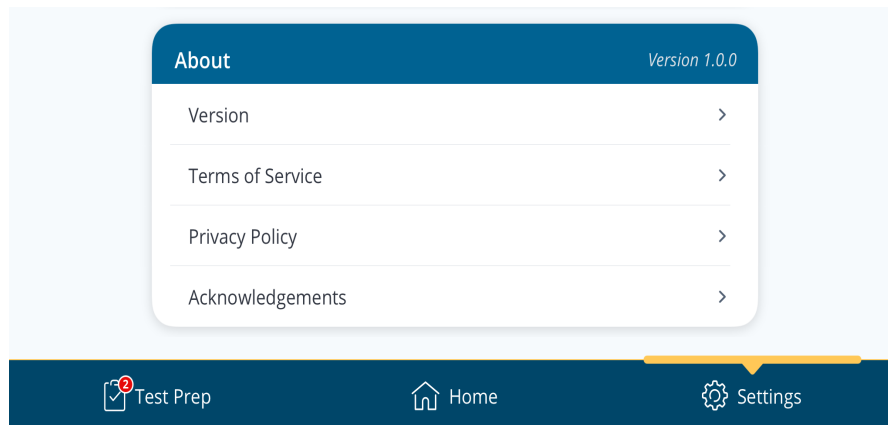 About Version 1.0.0
Version
Terms of Service
Privacy Policy
Acknowledgements
2
Test Prep Home Settings